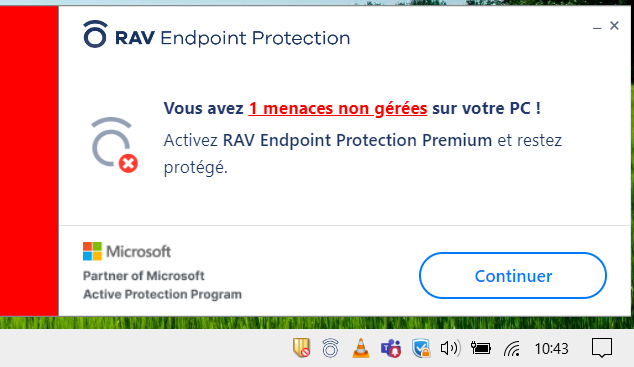 RAV Endpoint Protection
Vous avez 1 menaces non gérées sur votre PC !
Activez RAV Endpoint Protection Premium et restez
protégé.
Microsoft
Partner of Microsoft
Active Protection Program
Continuer
10:43